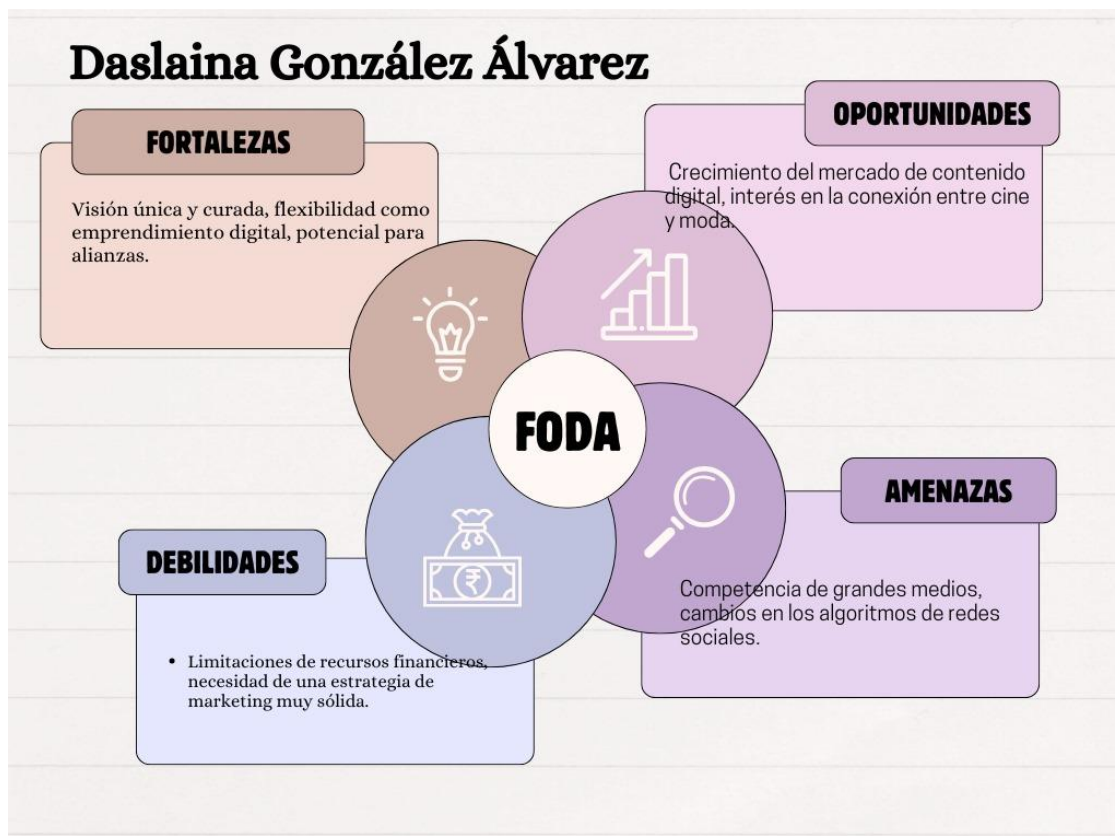 Daslaina González Álvarez
FORTALEZAS
Visión única y curada, flexibilidad como
emprendimiento digital, potencial para
alianzas.
OPORTUNIDADES
Crecimiento del mercado de contenido
digital, interés en la conexión entre cine
y moda.
FODA
DEBILIDADES
• Limitaciones de recursos financieros,
necesidad de una estrategia de
marketing muy sólida.
AMENAZAS
Competencia de grandes medios,
cambios en los algoritmos de redes
sociales.
₹